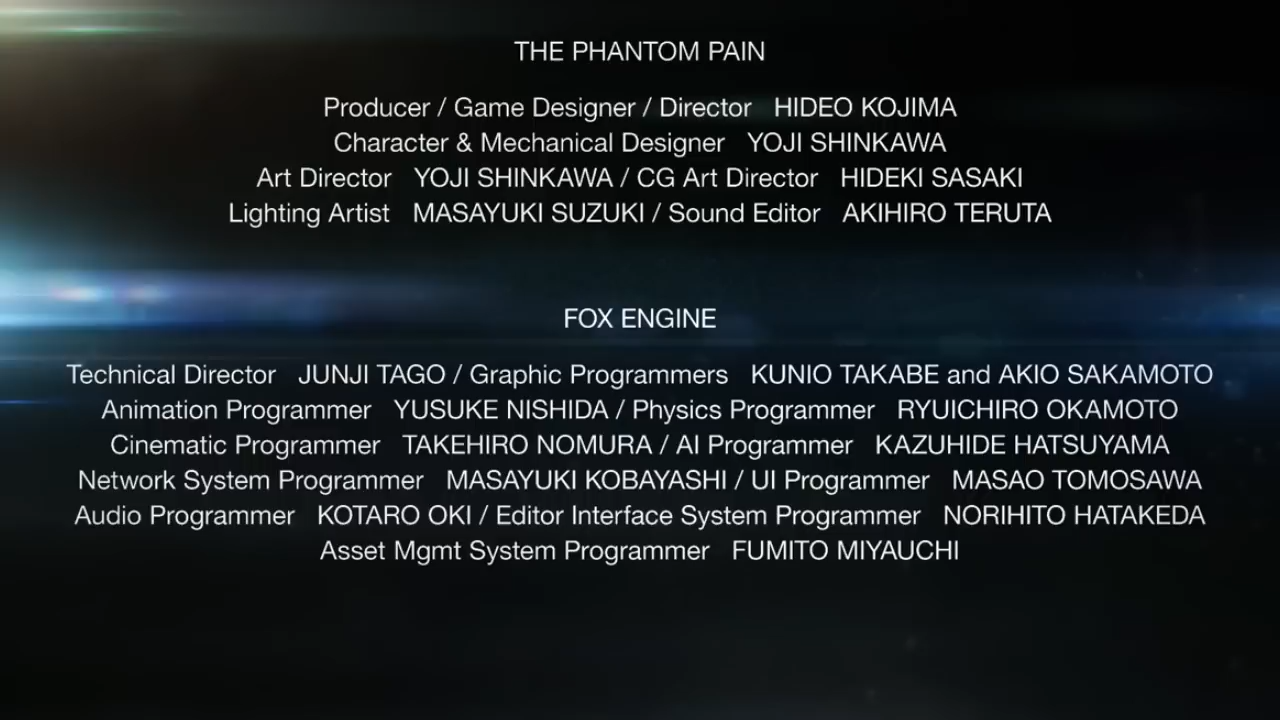 THE PHANTOM PAIN
Producer / Game Designer / Director HIDEO KOJIMA
Character & Mechanical Designer YOJI SHINKAWA
Art Director YOJI SHINKAWA / CG Art Director HIDEKI SASAKI
Lighting Artist MASAYUKI SUZUKI / Sound Editor AKIHIRO TERUTA
FOX ENGINE
Technical Director JUNJI TAGO / Graphic Programmers KUNIO TAKABE and AKIO SAKAMOTO
Animation Programmer YUSUKE NISHIDA / Physics Programmer RYUICHIRO OKAMOTO
Cinematic Programmer TAKEHIRO NOMURA / AI Programmer KAZUHIDE HATSUYAMA
Network System Programmer MASAYUKI KOBAYASHI / UI Programmer MASAO TOMOSAWA
Audio Programmer KOTARO OKI / Editor Interface System Programmer NORIHITO HATAKEDA
Asset Mgmt System Programmer FUMITO MIYAUCHI